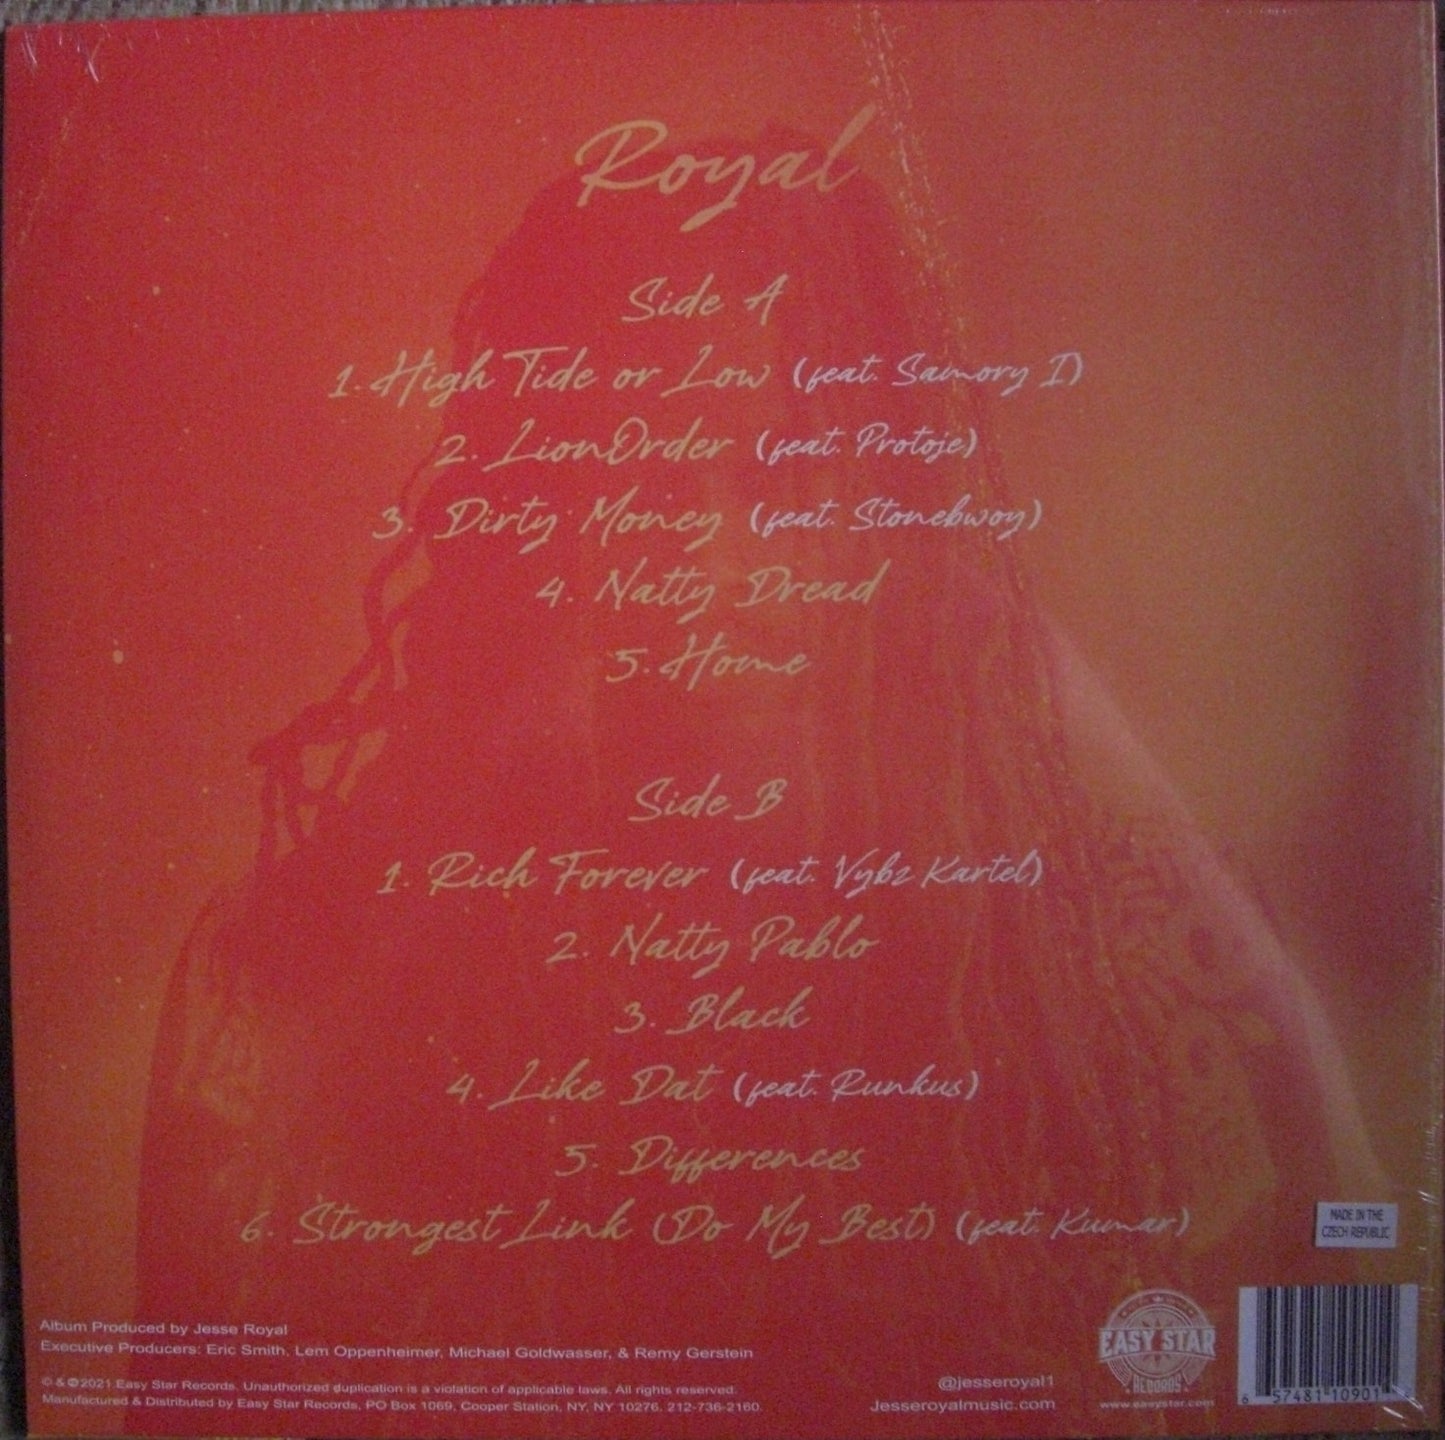 Royal
Side A
1. High Tide or Low (feat. Samory I)
2. LionOrder (feat. Protoje)
3. Dirty Money (feat. Stonebwoy)
4. Natty Dread
5. Home
Side B
1. Rich Forever (feat. Vybz Kartel)
2. Natty Pablo
3. Black
4. Like Dat (feat. Runkus)
5. Differences
6. Strongest Link (Do My Best) (feat. Kumar)
MADE IN THE
CZECH REPUBLIC
Album Produced by Jesse Royal
Executive Producers: Eric Smith, Lem Oppenheimer, Michael Goldwasser, & Remy Gerstein
© & ℗2021 Easy Star Records. Unauthorized duplication is a violation of applicable laws. All rights reserved.
Manufactured & Distributed by Easy Star Records, PO Box 1069, Cooper Station, NY, NY 10276. 212-736-2160.
@jesseroyal1
Jesseroyalmusic.com
EASY STAR
RECORDS
www.easystar.com
6 57481 10901